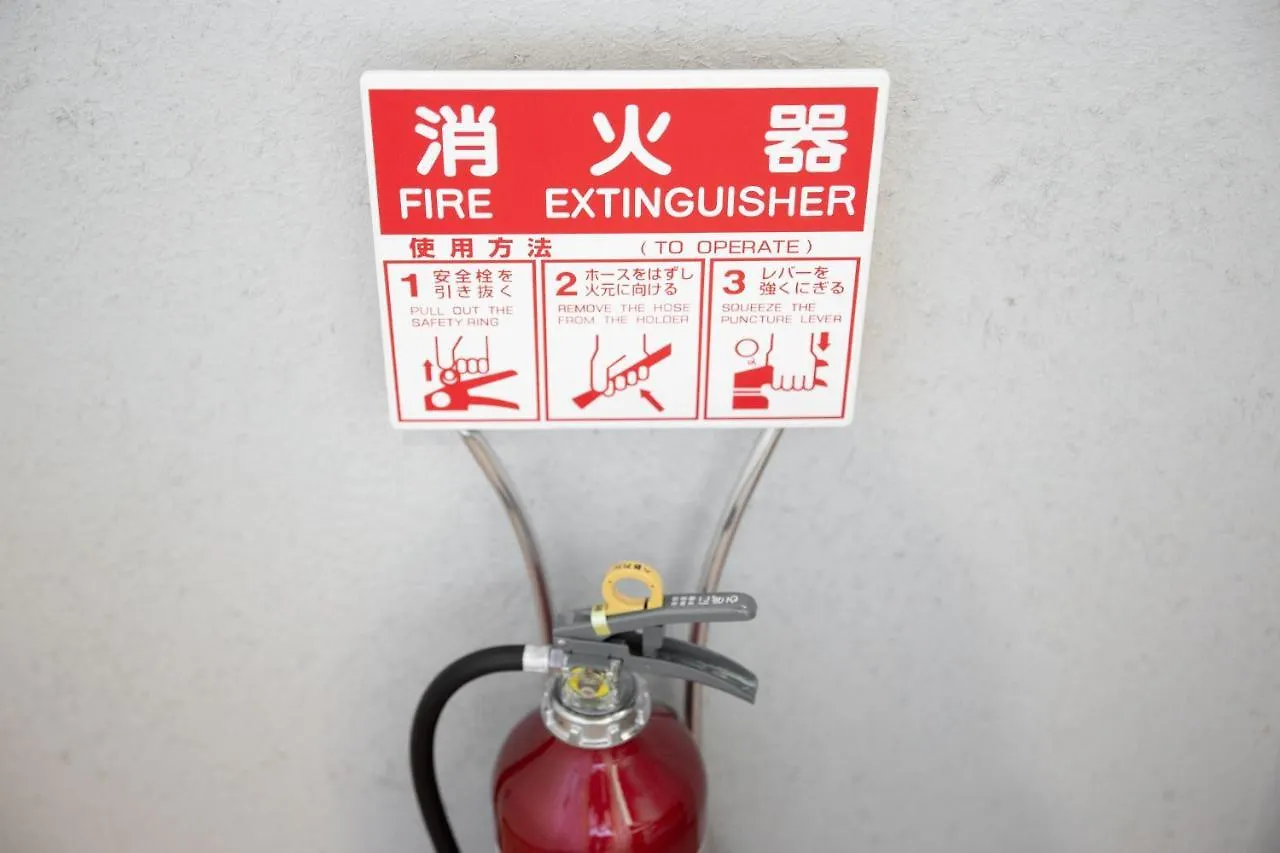 消火器
FIRE EXTINGUISHER
使用方法 (TO OPERATE)
1 安全栓を
引き抜く
PULL OUT THE
SAFETY RING
2 ホースをはずし
火元に向ける
REMOVE THE HOSE
FROM THE HOLDER
3 レバーを
強くにぎる
SQUEEZE THE
PUNCTURE LEVER